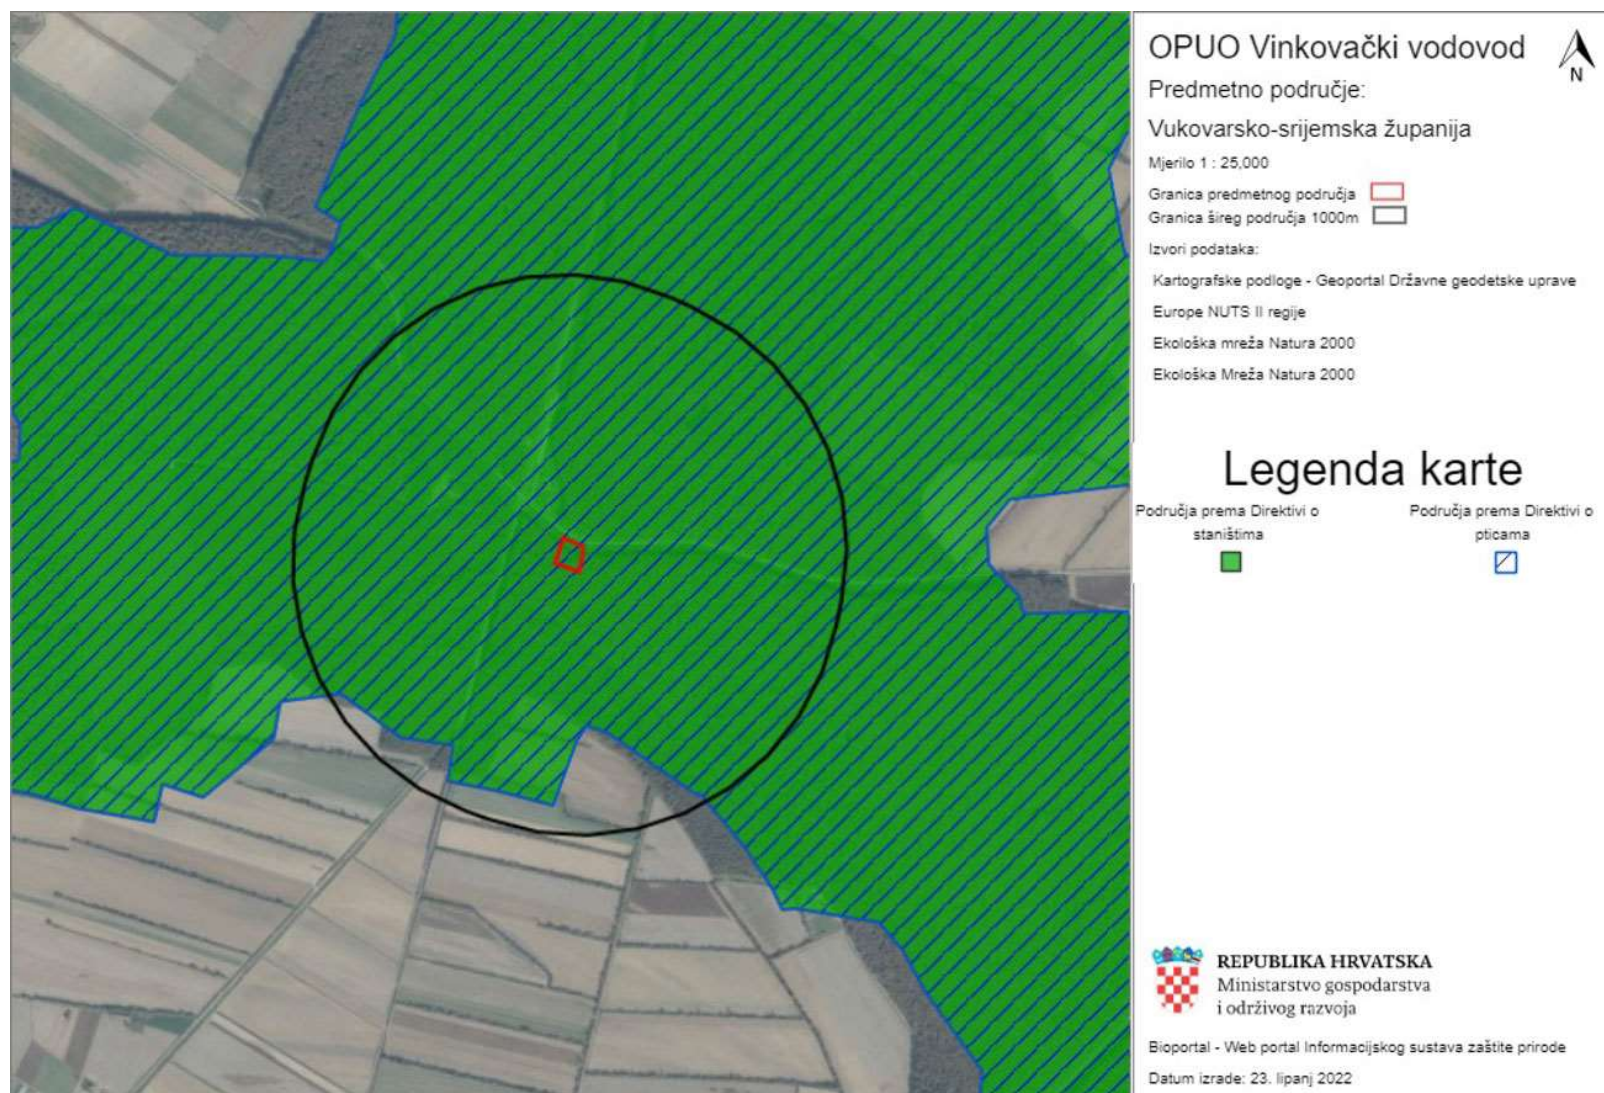 OPUO Vinkovački vodovod
N
Predmetno područje:
Vukovarsko-srijemska županija
Mjerilo 1 : 25,000
Granica predmetnog područja
Granica šireg područja 1000m
Izvori podataka:
Kartografske podloge - Geoportal Državne geodetske uprave
Europe NUTS II regije
Ekološka mreža Natura 2000
Ekološka Mreža Natura 2000
Legenda karte
Područja prema Direktivi o
staništima
Područja prema Direktivi o
pticama
REPUBLIKA HRVATSKA
Ministarstvo gospodarstva
i održivog razvoja
Bioportal - Web portal Informacijskog sustava zaštite prirode
Datum izrade: 23. lipanj 2022